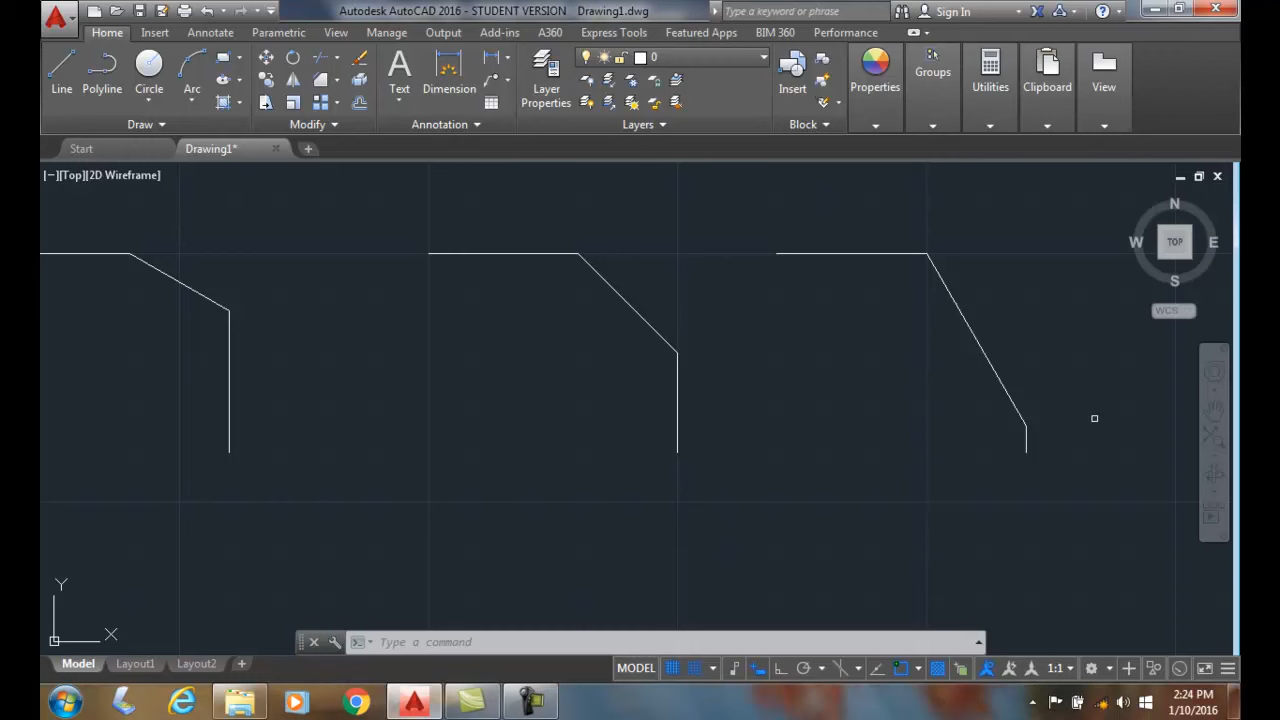 Autodesk AutoCAD 2016 - STUDENT VERSION Drawing1.dwg
Type a keyword or phrase
Sign In
Home Insert Annotate Parametric View Manage Output Add-ins A360 Express Tools Featured Apps BIM 360 Performance
0
Line Polyline Circle Arc Text Dimension Layer Properties Insert Properties Groups Utilities Clipboard View
Draw Modify Annotation Layers Block
Start Drawing1*
[−][Top][2D Wireframe]
N
W TOP E
S
WCS
Y
X
Type a command
Model Layout1 Layout2 MODEL 1:1
2:24 PM
1/10/2016